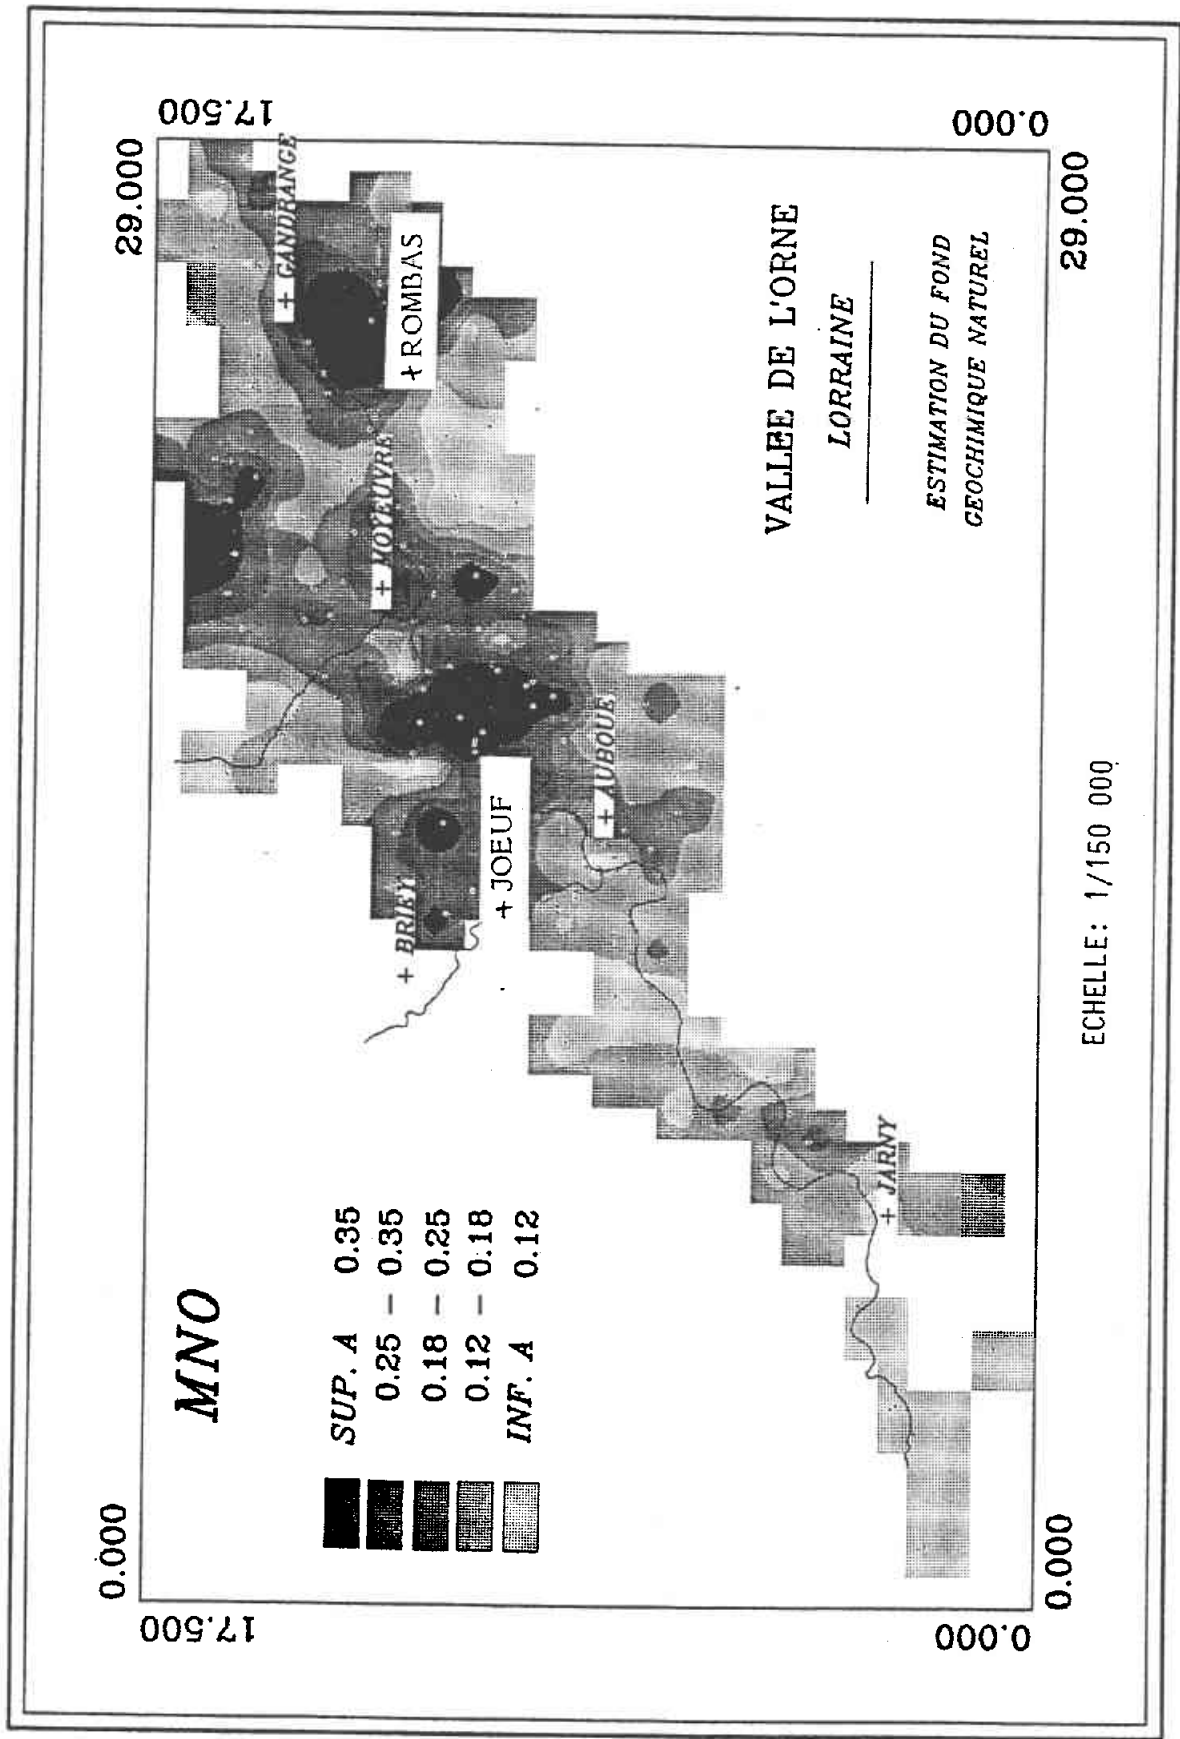 MNO
SUP. A 0.35
0.25 - 0.35
0.18 - 0.25
0.12 - 0.18
INF. A 0.12
0.000
29.000
17.500
17.500
+ GANDRANGE
+ ROMBAS
+ MOYEUVRE
+ BRIEY
+ JOEUF
+ AUBOUE
+ JARNY
VALLEE DE L'ORNE
LORRAINE
ESTIMATION DU FOND
GEOCHIMIQUE NATUREL
0.000
0.000
0.000
29.000
ECHELLE: 1/150 000